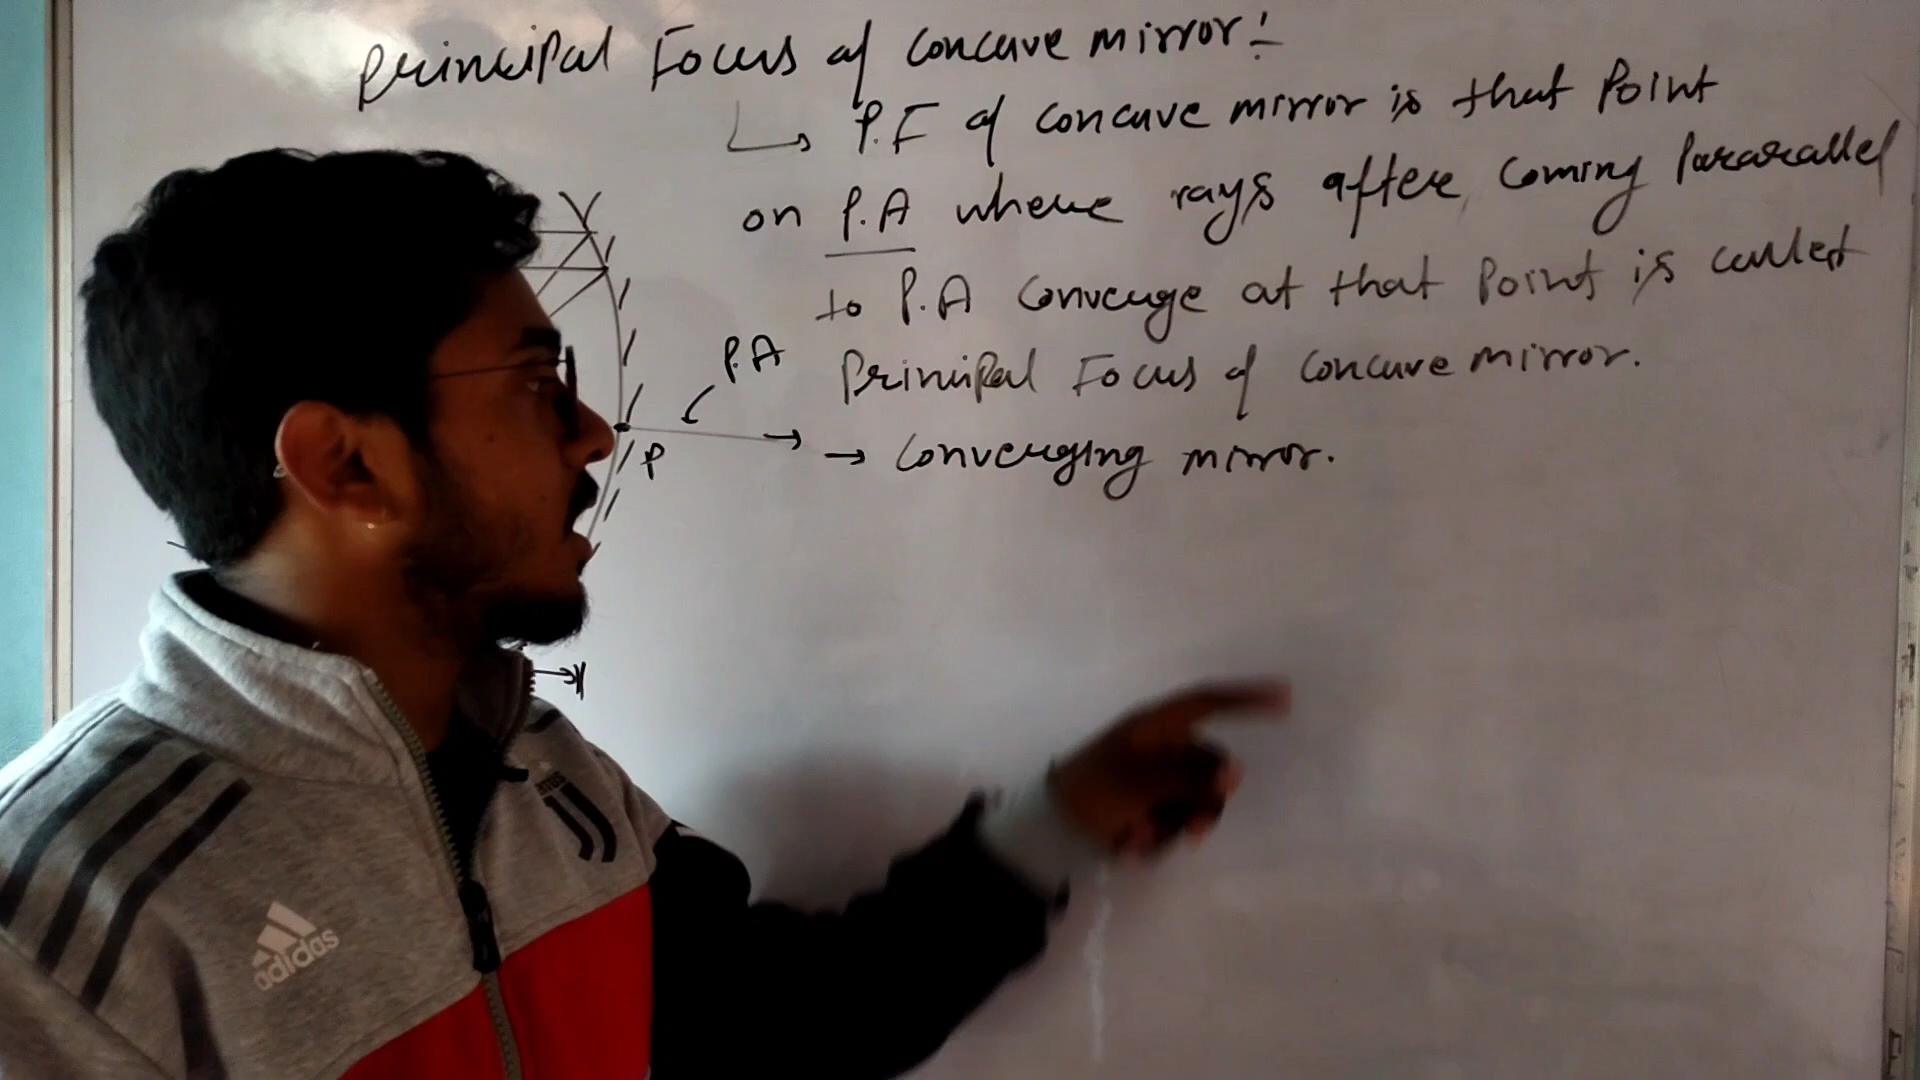 Principal Focus of concave mirror :-
P.F of concave mirror is that Point
on P.A where rays after coming Pararallel
to P.A converge at that Point is called
Principal Focus of concave mirror.
→ Converging mirror.
P.A
P
adidas